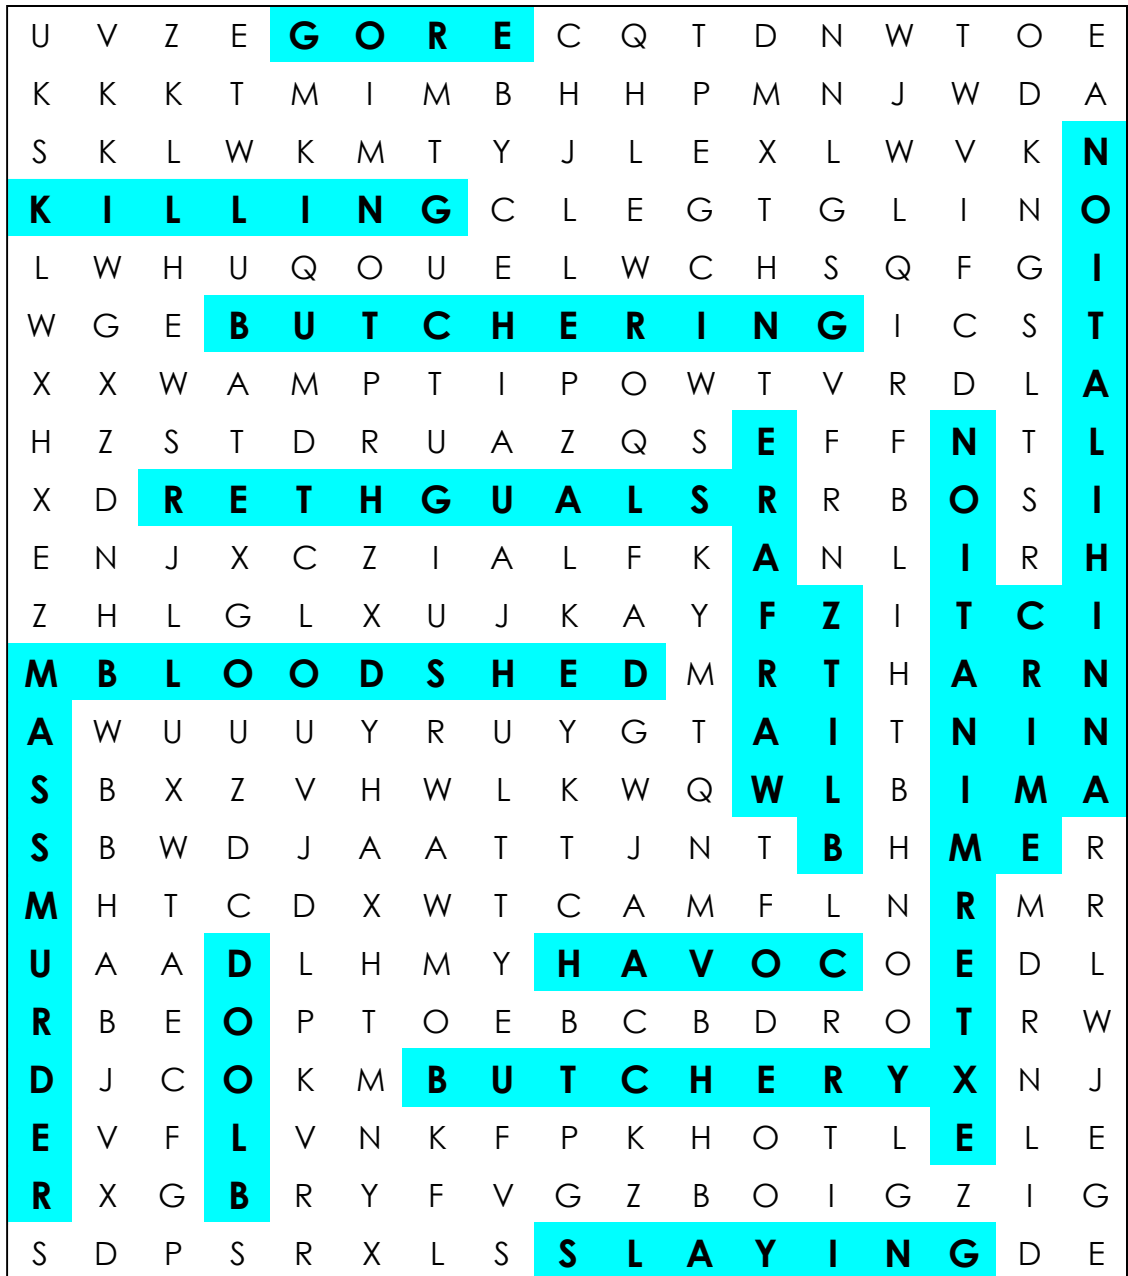 U V Z E G O R E C Q T D N W T O E
K K K T M I M B H H P M N J W D A
S K L W K M T Y J L E X L W V K N
K I L L I N G C L E G T G L I N O
L W H U Q O U E L W C H S Q F G I
W G E B U T C H E R I N G I C S T
X X W A M P T I P O W T V R D L A
H Z S T D R U A Z Q S E F F N T L
X D R E T H G U A L S R R B O S I
E N J X C Z I A L F K A N L I R H
Z H L G L X U J K A Y F Z I T C I
M B L O O D S H E D M R T H A R N
A W U U U Y R U Y G T A I T N I N
S B X Z V H W L K W Q W L B I M A
S B W D J A A T T J N T B H M E R
M H T C D X W T C A M F L N R M R
U A A D L H M Y H A V O C O E D L
R B E O P T O E B C B D R O T R W
D J C O K M B U T C H E R Y X N J
E V F L V N K F P K H O T L E L E
R X G B R Y F V G Z B O I G Z I G
S D P S R X L S S L A Y I N G D E